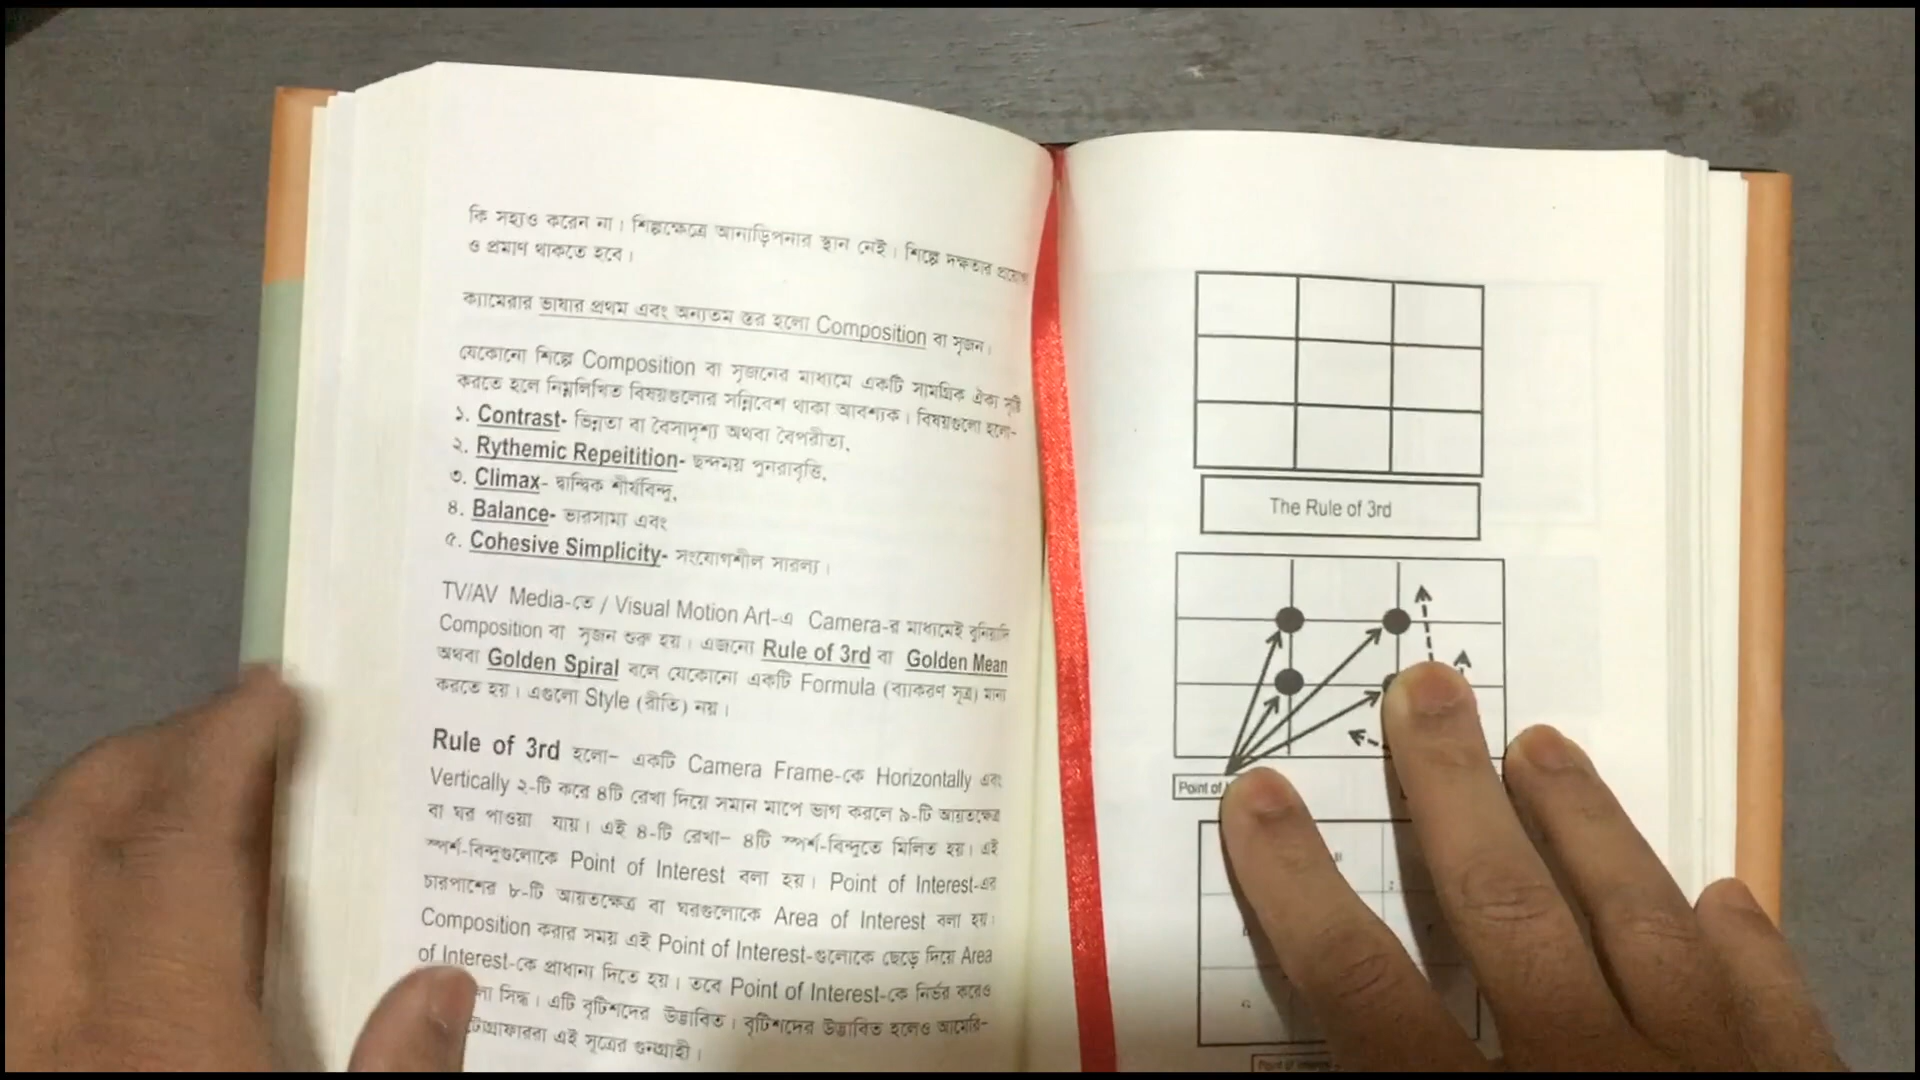 কি সহ্যও করেন না। শিল্পক্ষেত্রে আনাড়িপনার স্থান নেই। শিল্পে দক্ষতার
ও প্রমাণ থাকতে হবে।
ক্যামেরার ভাষার প্রথম এবং অন্যতম স্তর হলো Composition বা সৃজন।
যেকোনো শিল্পে Composition বা সৃজনের মাধ্যমে একটি সামগ্রিক ঐক্য সৃষ্টি
করতে হলে নিম্নলিখিত বিষয়গুলোর সন্নিবেশ থাকা আবশ্যক। বিষয়গুলো হলো-
১. Contrast- ভিন্নতা বা বৈসাদৃশ্য অথবা বৈপরীত্য,
২. Rythemic Repeitition- ছন্দময় পুনরাবৃত্তি,
৩. Climax- দ্বান্দ্বিক শীর্ষবিন্দু,
৪. Balance- ভারসাম্য এবং
৫. Cohesive Simplicity- সংযোগশীল সারল্য।
TV/AV Media-তে / Visual Motion Art-এ Camera-র মাধ্যমেই বুনিয়াদি
Composition বা সৃজন শুরু হয়। এজন্যে Rule of 3rd বা Golden Mean
অথবা Golden Spiral বলে যেকোনো একটি Formula (ব্যাকরণ সূত্র) মান্য
করতে হয়। এগুলো Style (রীতি) নয়।
Rule of 3rd হলো- একটি Camera Frame-কে Horizontally এবং
Vertically ২-টি করে ৪টি রেখা দিয়ে সমান মাপে ভাগ করলে ৯-টি আয়তক্ষেত্র
বা ঘর পাওয়া যায়। এই ৪-টি রেখা- ৪টি স্পর্শ-বিন্দুতে মিলিত হয়। এই
স্পর্শ-বিন্দুগুলোকে Point of Interest বলা হয়। Point of Interest-এর
চারপাশের ৮-টি আয়তক্ষেত্র বা ঘরগুলোকে Area of Interest বলা হয়।
Composition করার সময় এই Point of Interest-গুলোকে ছেড়ে দিয়ে Area
of Interest-কে প্রাধান্য দিতে হয়। তবে Point of Interest-কে নির্ভর করেও
সিদ্ধ। এটি বৃটিশদের উদ্ভাবিত। বৃটিশদের উদ্ভাবিত হলেও আমেরি-
এই সূত্রের গুনগ্রাহী।
The Rule of 3rd
Point of
G